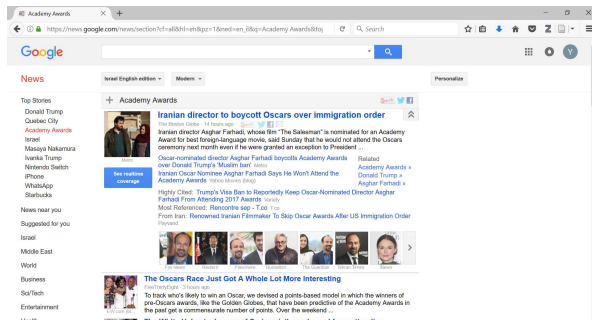 Academy Awards
https://news.google.com/news/section?cf=all&hl=en&pz=1&ned=en_il&q=Academy Awards&
Search
Google
Y
News
Israel English edition
Modern
Personalize
Top Stories
Donald Trump
Quebec City
Academy Awards
Israel
Masaya Nakamura
Ivanka Trump
Nintendo Switch
iPhone
WhatsApp
Starbucks
News near you
Suggested for you
Israel
Middle East
World
Business
Sci/Tech
Entertainment
Academy Awards
Metro
See realtime
coverage
Iranian director to boycott Oscars over immigration order
The Boston Globe - 14 hours ago
Iranian director Asghar Farhadi, whose film "The Salesman" is nominated for an Academy
Award for best foreign-language movie, said Sunday that he would not attend the Oscars
ceremony next month even if he were granted an exception to President ...
Oscar-nominated director Asghar Farhadi boycotts Academy Awards
over Donald Trump's 'Muslim ban' Metro
Iranian Oscar Nominee Asghar Farhadi Says He Won't Attend the
Academy Awards Yahoo Movies (blog)
Related
Academy Awards »
Donald Trump »
Asghar Farhadi »
Highly Cited: Trump's Visa Ban to Reportedly Keep Oscar-Nominated Director Asghar
Farhadi From Attending 2017 Awards Variety
Most Referenced: Rencontre sep - T.co T.co
From Iran: Renowned Iranian Filmmaker To Skip Oscar Awards After US Immigration Order
Payvand
Fox News
The Guardian
Tehran Times
The Oscars Race Just Got A Whole Lot More Interesting
FiveThirtyEight - 3 hours ago
To track who's likely to win an Oscar, we devised a points-based model in which the winners of
pre-Oscars awards, like the Golden Globes, that have been predictive of the Academy Awards in
the past get a commensurate number of points. Over the weekend ...